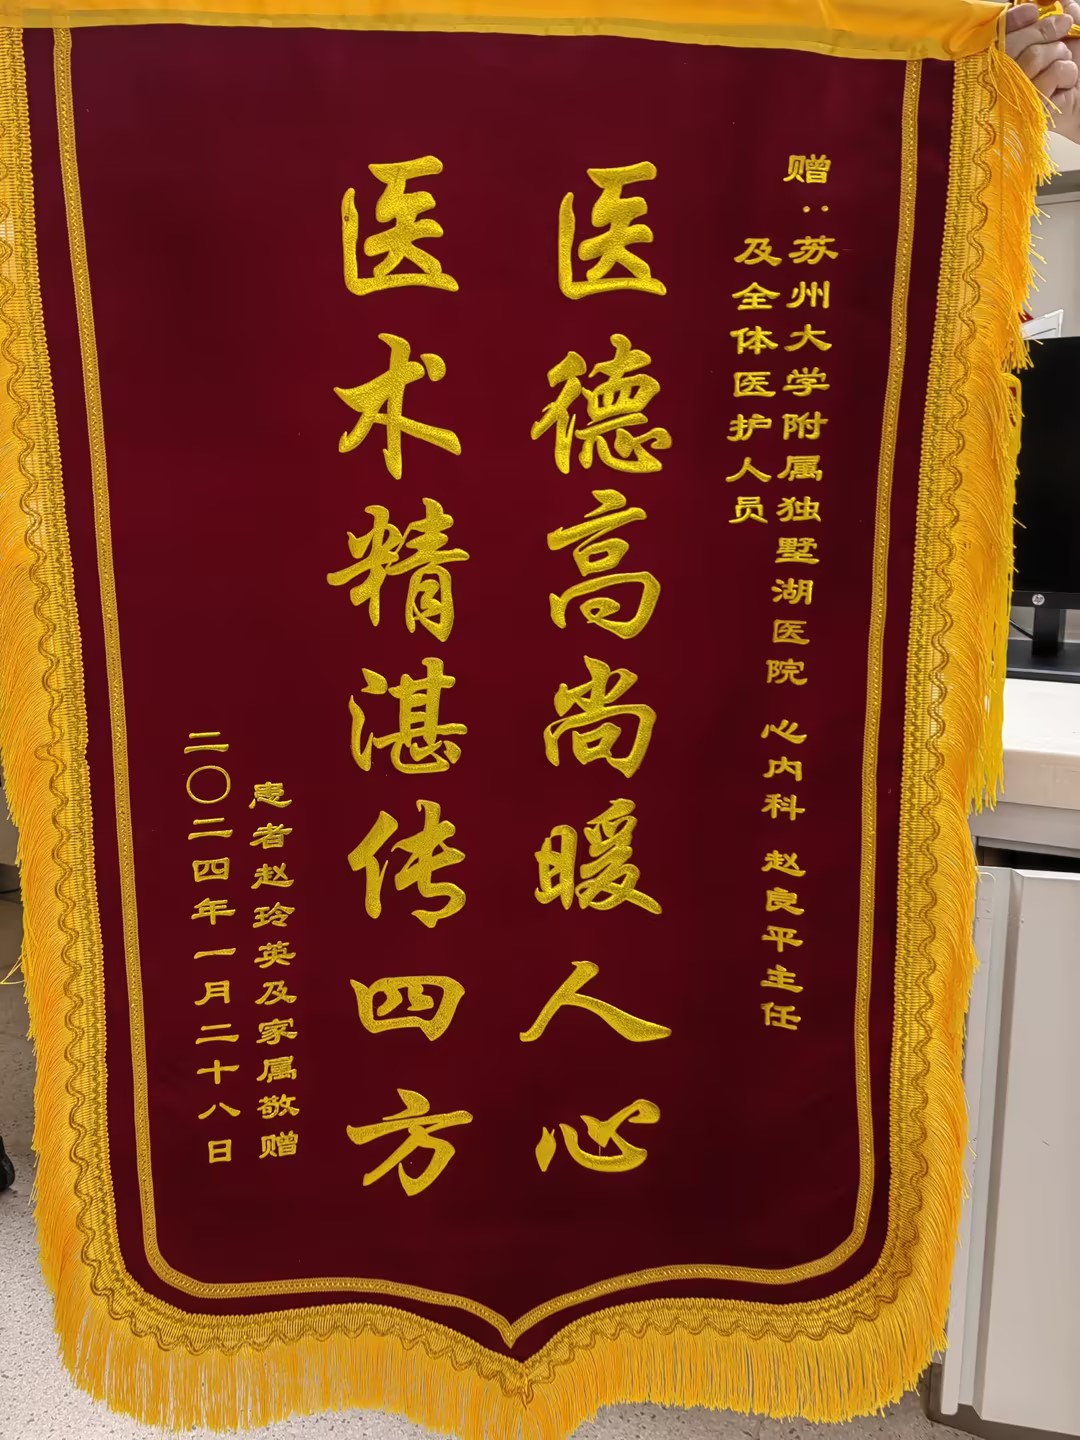 赠：苏州大学附属独墅湖医院 心内科 赵良平主任
及全体医护人员
医德高尚暖人心
医术精湛传四方
患者赵玲英及家属敬赠
二〇二四年一月二十八日
hp